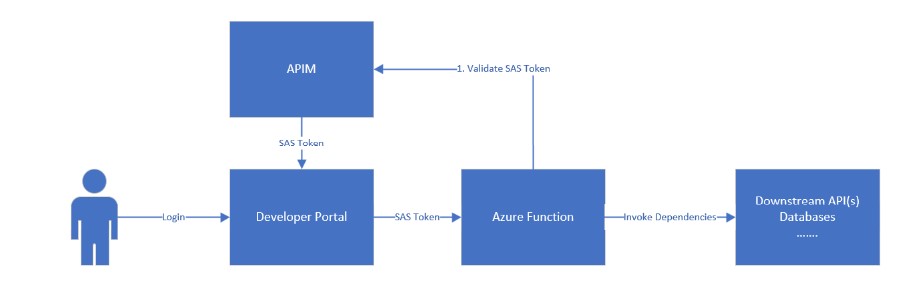 APIM
1. Validate SAS Token
SAS Token
Login
Developer Portal
SAS Token
Azure Function
Invoke Dependencies
Downstream API(s)
Databases
.......